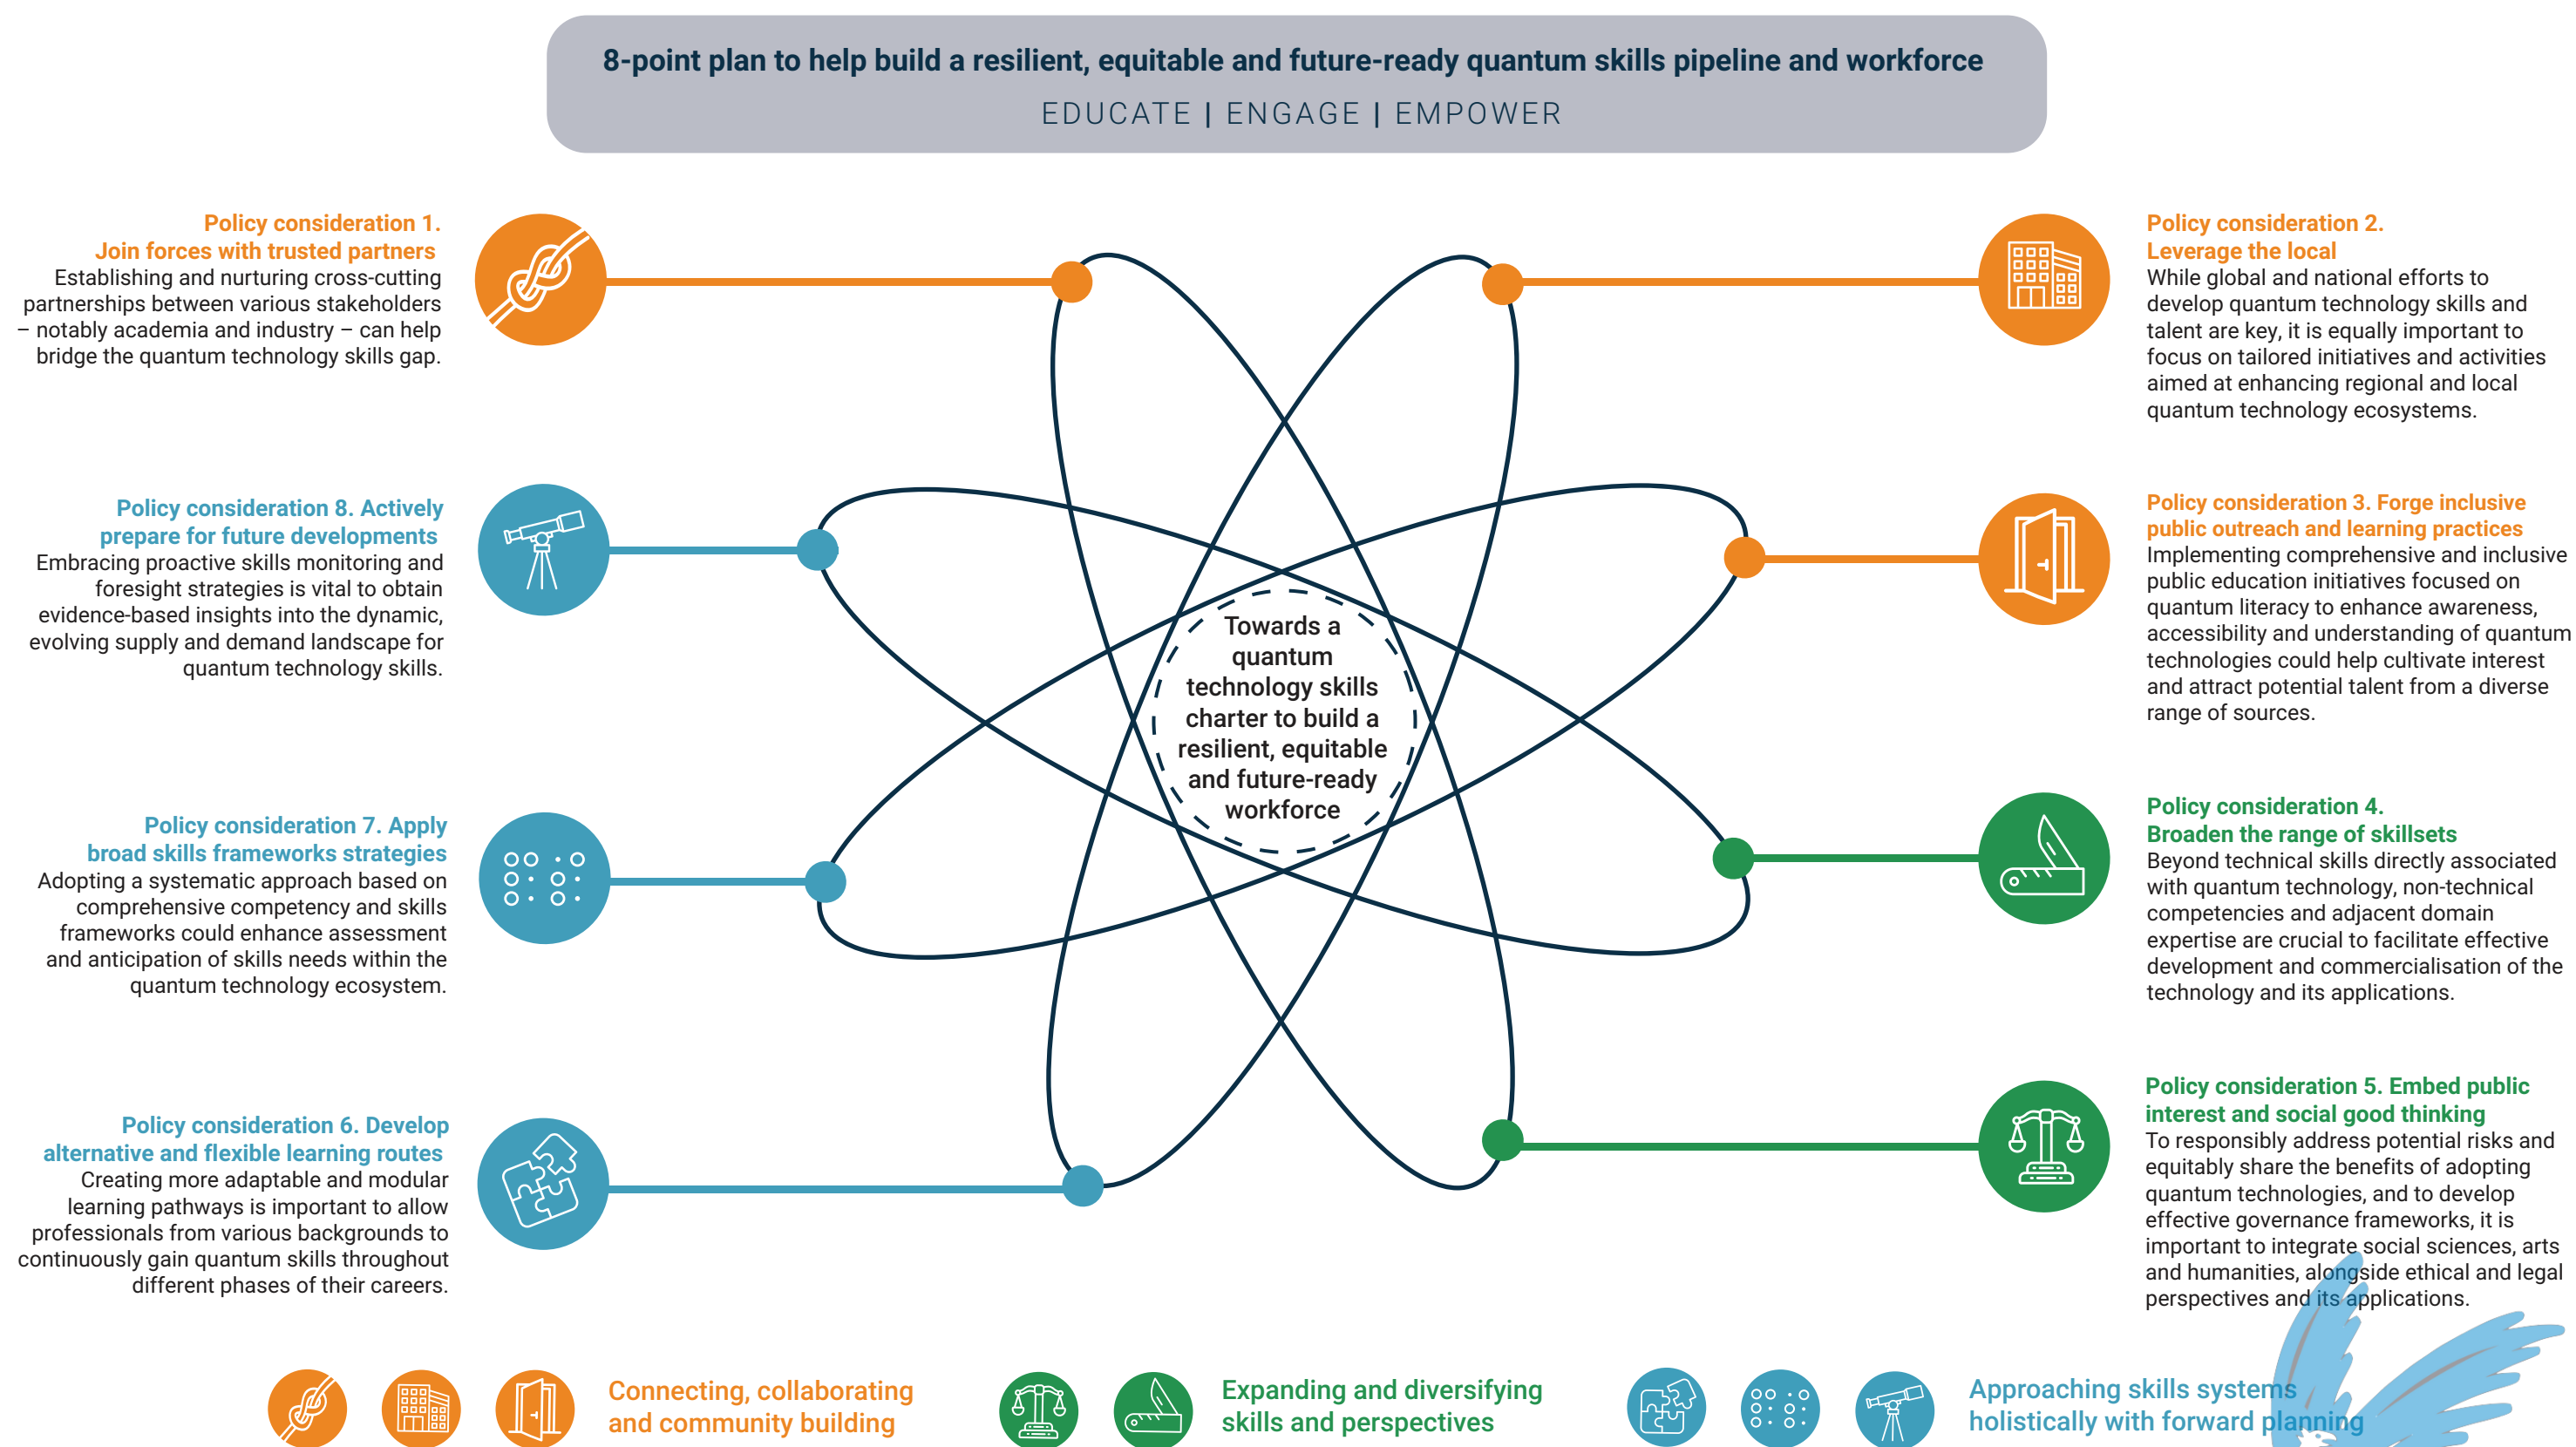 8-point plan to help build a resilient, equitable and future-ready quantum skills pipeline and workforce
EDUCATE | ENGAGE | EMPOWER
Policy consideration 1.
Join forces with trusted partners
Establishing and nurturing cross-cutting
partnerships between various stakeholders
– notably academia and industry – can help
bridge the quantum technology skills gap.
Policy consideration 2.
Leverage the local
While global and national efforts to
develop quantum technology skills and
talent are key, it is equally important to
focus on tailored initiatives and activities
aimed at enhancing regional and local
quantum technology ecosystems.
Policy consideration 8. Actively
prepare for future developments
Embracing proactive skills monitoring and
foresight strategies is vital to obtain
evidence-based insights into the dynamic,
evolving supply and demand landscape for
quantum technology skills.
Policy consideration 3. Forge inclusive
public outreach and learning practices
Implementing comprehensive and inclusive
public education initiatives focused on
quantum literacy to enhance awareness,
accessibility and understanding of quantum
technologies could help cultivate interest
and attract potential talent from a diverse
range of sources.
Towards a
quantum
technology skills
charter to build a
resilient, equitable
and future-ready
workforce
Policy consideration 7. Apply
broad skills frameworks strategies
Adopting a systematic approach based on
comprehensive competency and skills
frameworks could enhance assessment
and anticipation of skills needs within the
quantum technology ecosystem.
Policy consideration 4.
Broaden the range of skillsets
Beyond technical skills directly associated
with quantum technology, non-technical
competencies and adjacent domain
expertise are crucial to facilitate effective
development and commercialisation of the
technology and its applications.
Policy consideration 6. Develop
alternative and flexible learning routes
Creating more adaptable and modular
learning pathways is important to allow
professionals from various backgrounds to
continuously gain quantum skills throughout
different phases of their careers.
Policy consideration 5. Embed public
interest and social good thinking
To responsibly address potential risks and
equitably share the benefits of adopting
quantum technologies, and to develop
effective governance frameworks, it is
important to integrate social sciences, arts
and humanities, alongside ethical and legal
perspectives and its applications.
Connecting, collaborating
and community building
Expanding and diversifying
skills and perspectives
Approaching skills systems
holistically with forward planning